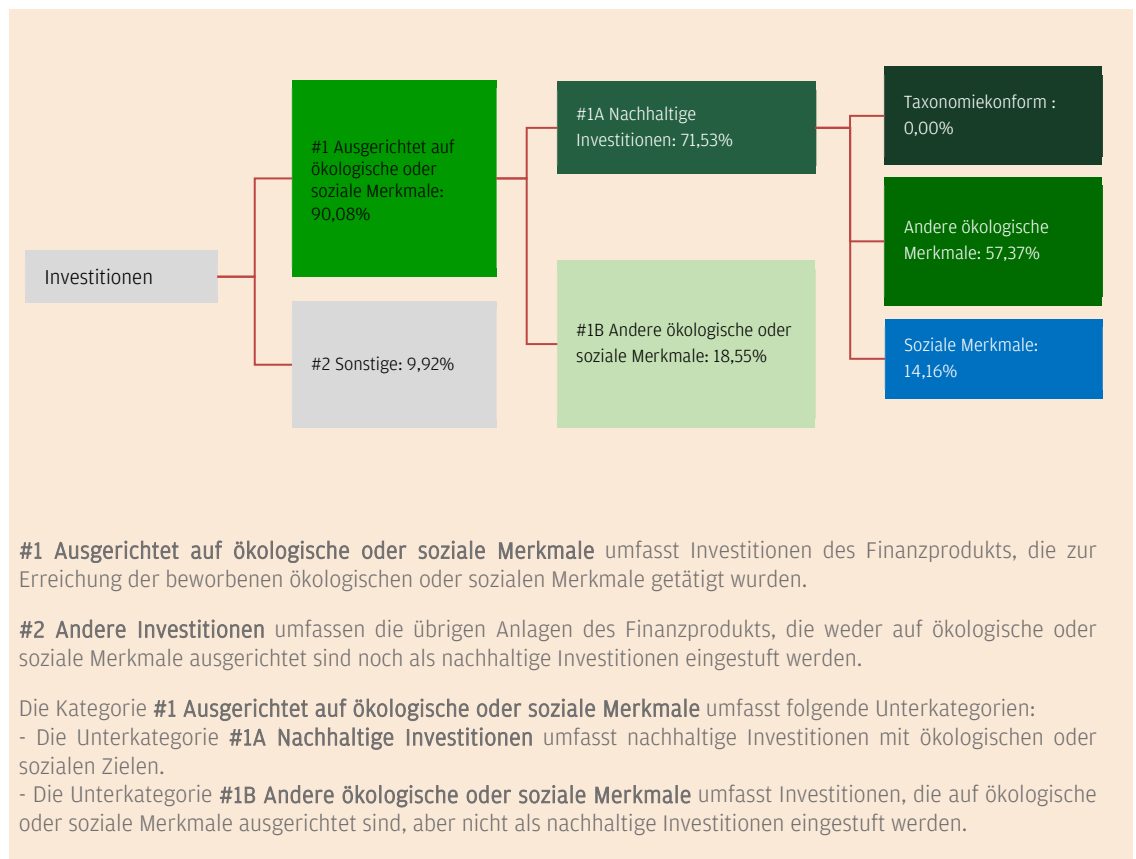 Investitionen
#1 Ausgerichtet auf
ökologische oder
soziale Merkmale:
90,08%
#2 Sonstige: 9,92%
#1A Nachhaltige
Investitionen: 71,53%
#1B Andere ökologische oder
soziale Merkmale: 18,55%
Taxonomiekonform :
0,00%
Andere ökologische
Merkmale: 57,37%
Soziale Merkmale:
14,16%
#1 Ausgerichtet auf ökologische oder soziale Merkmale umfasst Investitionen des Finanzprodukts, die zur
Erreichung der beworbenen ökologischen oder sozialen Merkmale getätigt wurden.
#2 Andere Investitionen umfassen die übrigen Anlagen des Finanzprodukts, die weder auf ökologische oder
soziale Merkmale ausgerichtet sind noch als nachhaltige Investitionen eingestuft werden.
Die Kategorie #1 Ausgerichtet auf ökologische oder soziale Merkmale umfasst folgende Unterkategorien:
- Die Unterkategorie #1A Nachhaltige Investitionen umfasst nachhaltige Investitionen mit ökologischen oder
sozialen Zielen.
- Die Unterkategorie #1B Andere ökologische oder soziale Merkmale umfasst Investitionen, die auf ökologische
oder soziale Merkmale ausgerichtet sind, aber nicht als nachhaltige Investitionen eingestuft werden.